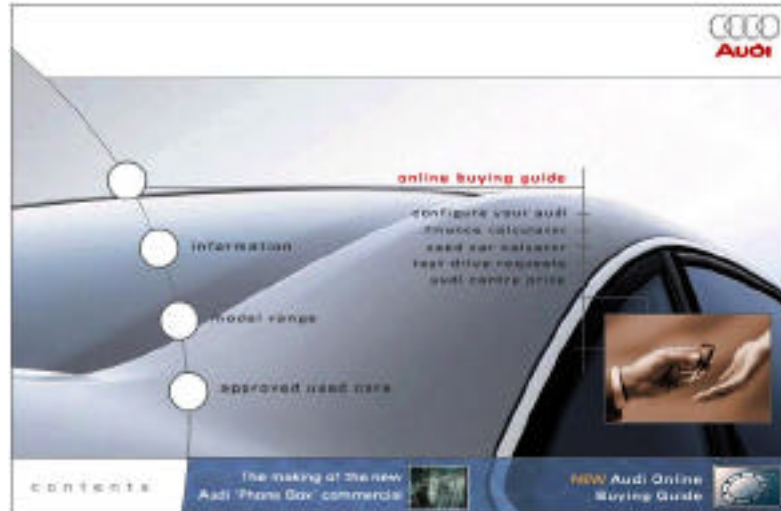 Audi
online buying guide
configure your audi
finance calculator
used car locator
test drive requests
audi centre price
information
model range
approved used cars
contents
The making of the new
Audi 'Phone Box' commercial
NEW Audi Online
Buying Guide